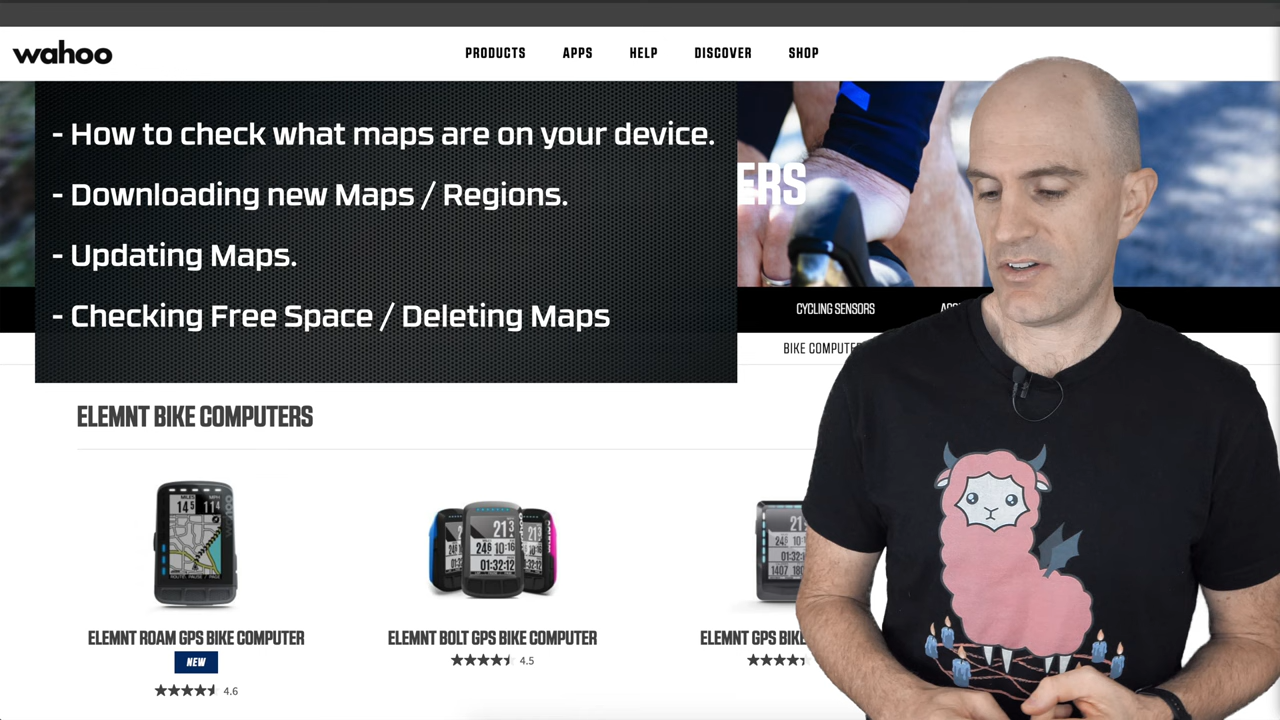 wahoo
PRODUCTS APPS HELP DISCOVER SHOP
- How to check what maps are on your device.
- Downloading new Maps / Regions.
- Updating Maps.
- Checking Free Space / Deleting Maps
ERS
CYCLING SENSORS
BIKE COMPUTE
ELEMNT BIKE COMPUTERS
ELEMNT ROAM GPS BIKE COMPUTER
NEW
4.6
ELEMNT BOLT GPS BIKE COMPUTER
4.5
ELEMNT GPS BIKE